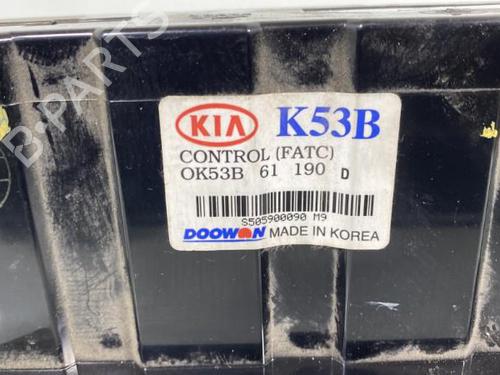 KIA K53B
CONTROL (FATC)
OK53B 61 190 D
S505900090 M9
DOOWON MADE IN KOREA
B-PARTS